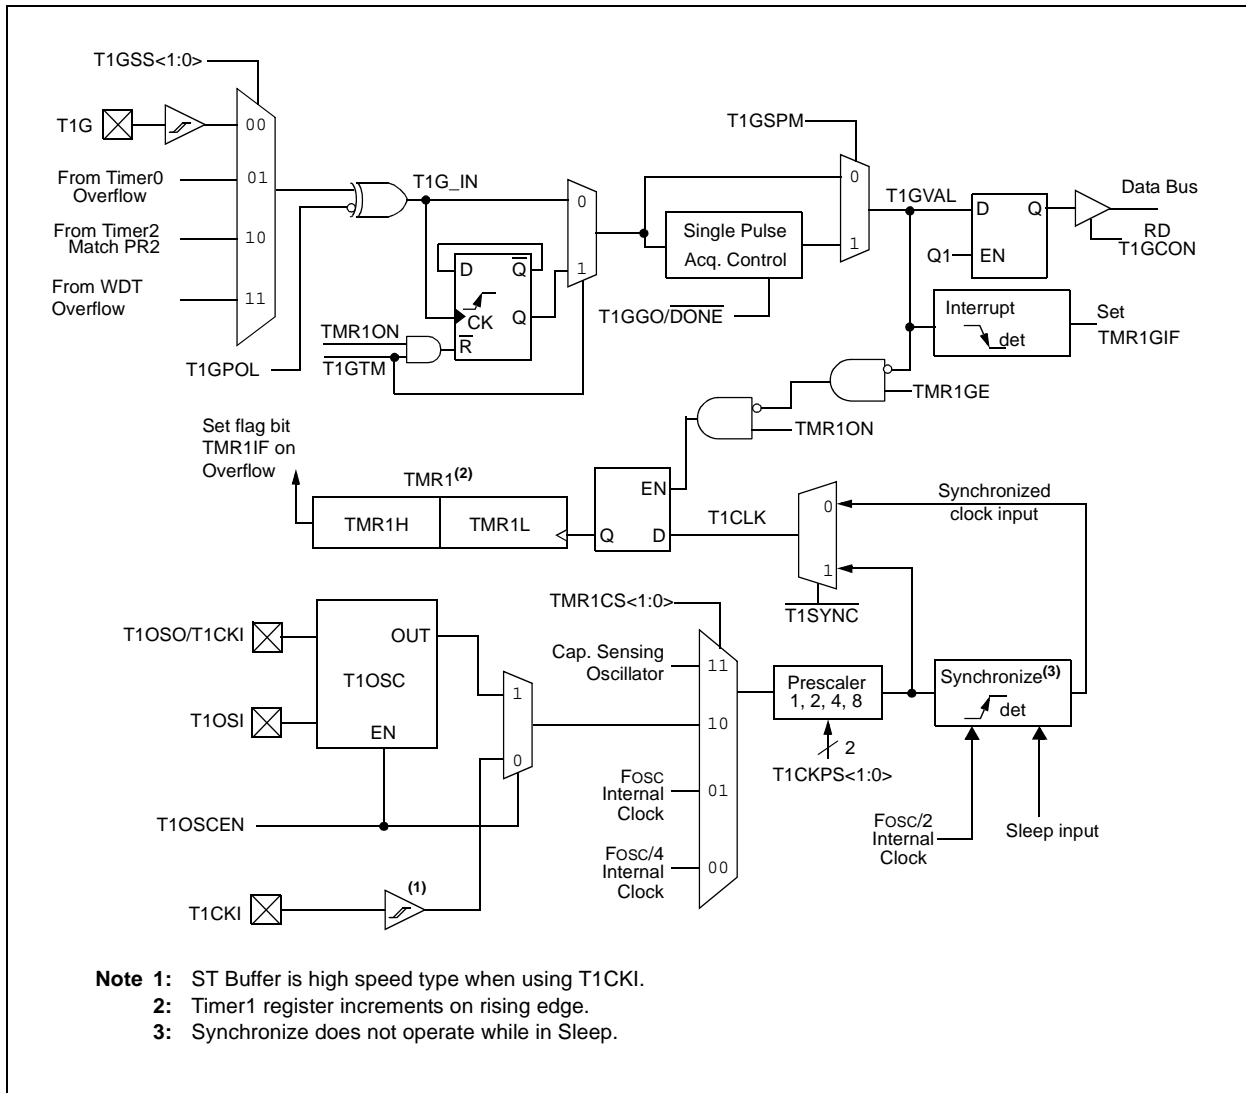 T1GSS<1:0>
T1G
00
From Timer0
Overflow
01
From Timer2
Match PR2
10
From WDT
Overflow
11
T1GPOL
T1G_IN
0
1
D
Q
CK
Q
R
TMR1ON
T1GTM
T1GSPM
0
1
Single Pulse
Acq. Control
T1GGO/DONE
T1GVAL
D
Q
Q1
EN
Data Bus
RD
T1GCON
Interrupt
det
Set
TMR1GIF
TMR1GE
TMR1ON
Set flag bit
TMR1IF on
Overflow
TMR1(2)
TMR1H
TMR1L
EN
Q
D
T1CLK
0
1
T1SYNC
Synchronized
clock input
T1OSO/T1CKI
T1OSI
OUT
T1OSC
EN
1
0
T1OSCEN
T1CKI
(1)
TMR1CS<1:0>
Cap. Sensing
Oscillator
11
10
FOSC
Internal
Clock
01
FOSC/4
Internal
Clock
00
Prescaler
1, 2, 4, 8
2
T1CKPS<1:0>
Synchronize(3)
det
FOSC/2
Internal
Clock
Sleep input
Note 1: ST Buffer is high speed type when using T1CKI.
2: Timer1 register increments on rising edge.
3: Synchronize does not operate while in Sleep.